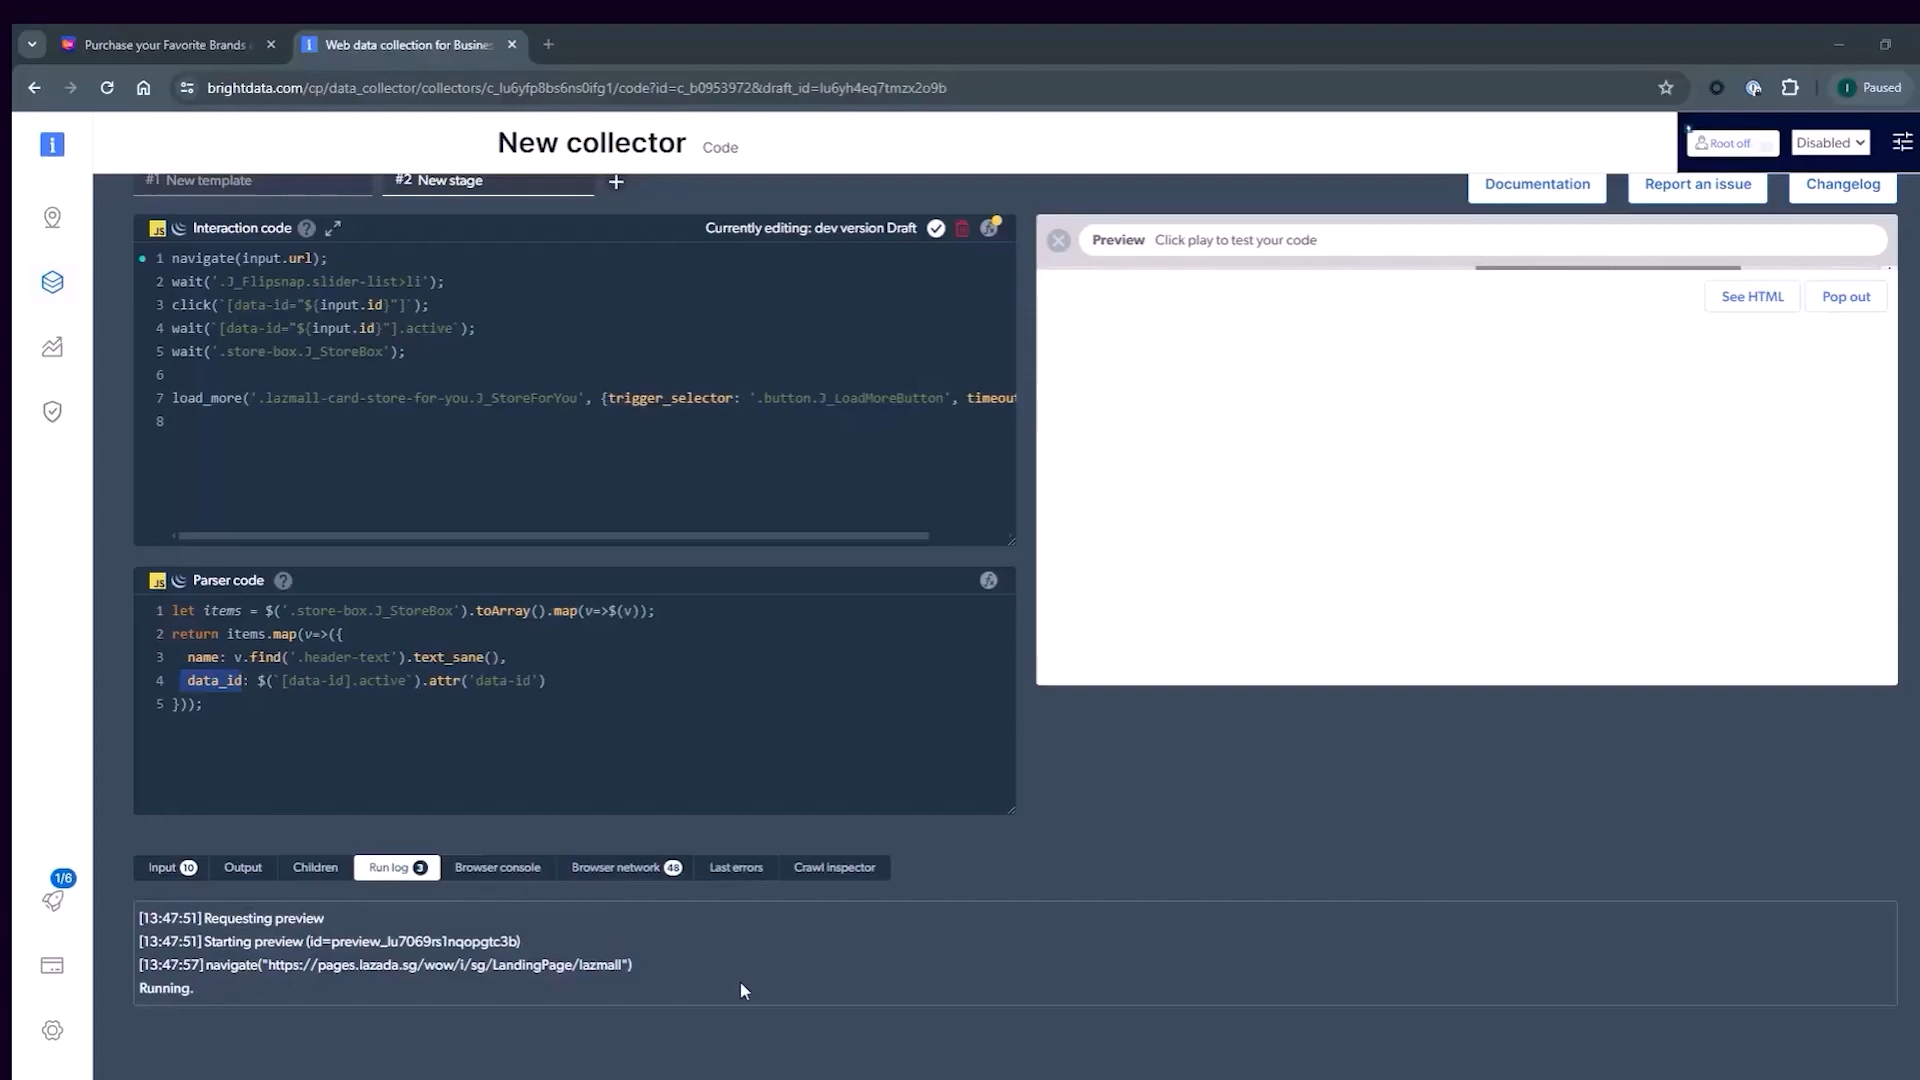 Purchase your Favorite Brands
Web data collection for Busine
brightdata.com/cp/data_collector/collectors/c_lu6yfp8bs6ns0ifg1/code?id=c_b0953972&draft_id=lu6yh4eq7tmzx2o9b
I Paused
i
New collector Code
Root off
Disabled
#1 New template
#2 New stage
+
Documentation
Report an issue
Changelog
JS Interaction code ?
Currently editing: dev version Draft
1 navigate(input.url);
2 wait('.J_Flipsnap.slider-list>li');
3 click(`[data-id="${input.id}"]`);
4 wait(`[data-id="${input.id}"].active`);
5 wait('.store-box.J_StoreBox');
6
7 load_more('.lazmall-card-store-for-you.J_StoreForYou', {trigger_selector: '.button.J_LoadMoreButton', timeout
8
Preview Click play to test your code
See HTML
Pop out
JS Parser code ?
1 let items = $('.store-box.J_StoreBox').toArray().map(v=>$(v));
2 return items.map(v=>({
3 name: v.find('.header-text').text_sane(),
4 data_id: $(`[data-id].active`).attr('data-id')
5 }));
1/6
Input 10
Output
Children
Run log 3
Browser console
Browser network 48
Last errors
Crawl inspector
[13:47:51] Requesting preview
[13:47:51] Starting preview (id=preview_lu7069rs1nqopgtc3b)
[13:47:57] navigate("https://pages.lazada.sg/wow/i/sg/LandingPage/lazmall")
Running.